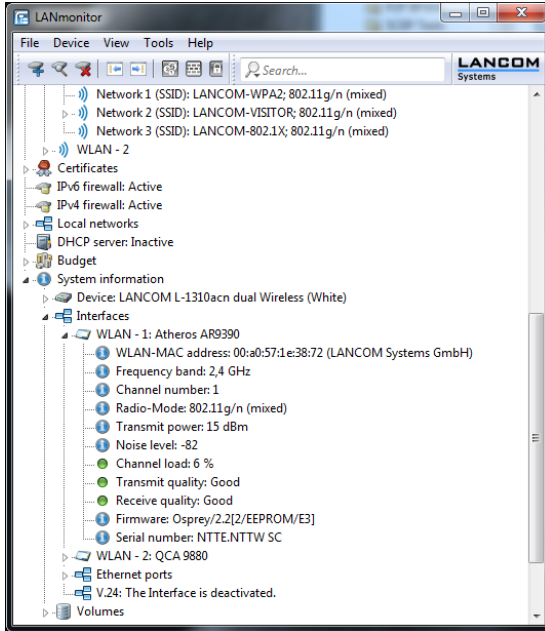 LANmonitor
File Device View Tools Help
Search...
LANCOM
Systems
Network 1 (SSID): LANCOM-WPA2; 802.11g/n (mixed)
Network 2 (SSID): LANCOM-VISITOR; 802.11g/n (mixed)
Network 3 (SSID): LANCOM-802.1X; 802.11g/n (mixed)
WLAN - 2
Certificates
IPv6 firewall: Active
IPv4 firewall: Active
Local networks
DHCP server: Inactive
Budget
System information
Device: LANCOM L-1310acn dual Wireless (White)
Interfaces
WLAN - 1: Atheros AR9390
WLAN-MAC address: 00:a0:57:1e:38:72 (LANCOM Systems GmbH)
Frequency band: 2,4 GHz
Channel number: 1
Radio-Mode: 802.11g/n (mixed)
Transmit power: 15 dBm
Noise level: -82
Channel load: 6 %
Transmit quality: Good
Receive quality: Good
Firmware: Osprey/2.2[2/EEPROM/E3]
Serial number: NTTE.NTTW SC
WLAN - 2: QCA 9880
Ethernet ports
V.24: The Interface is deactivated.
Volumes